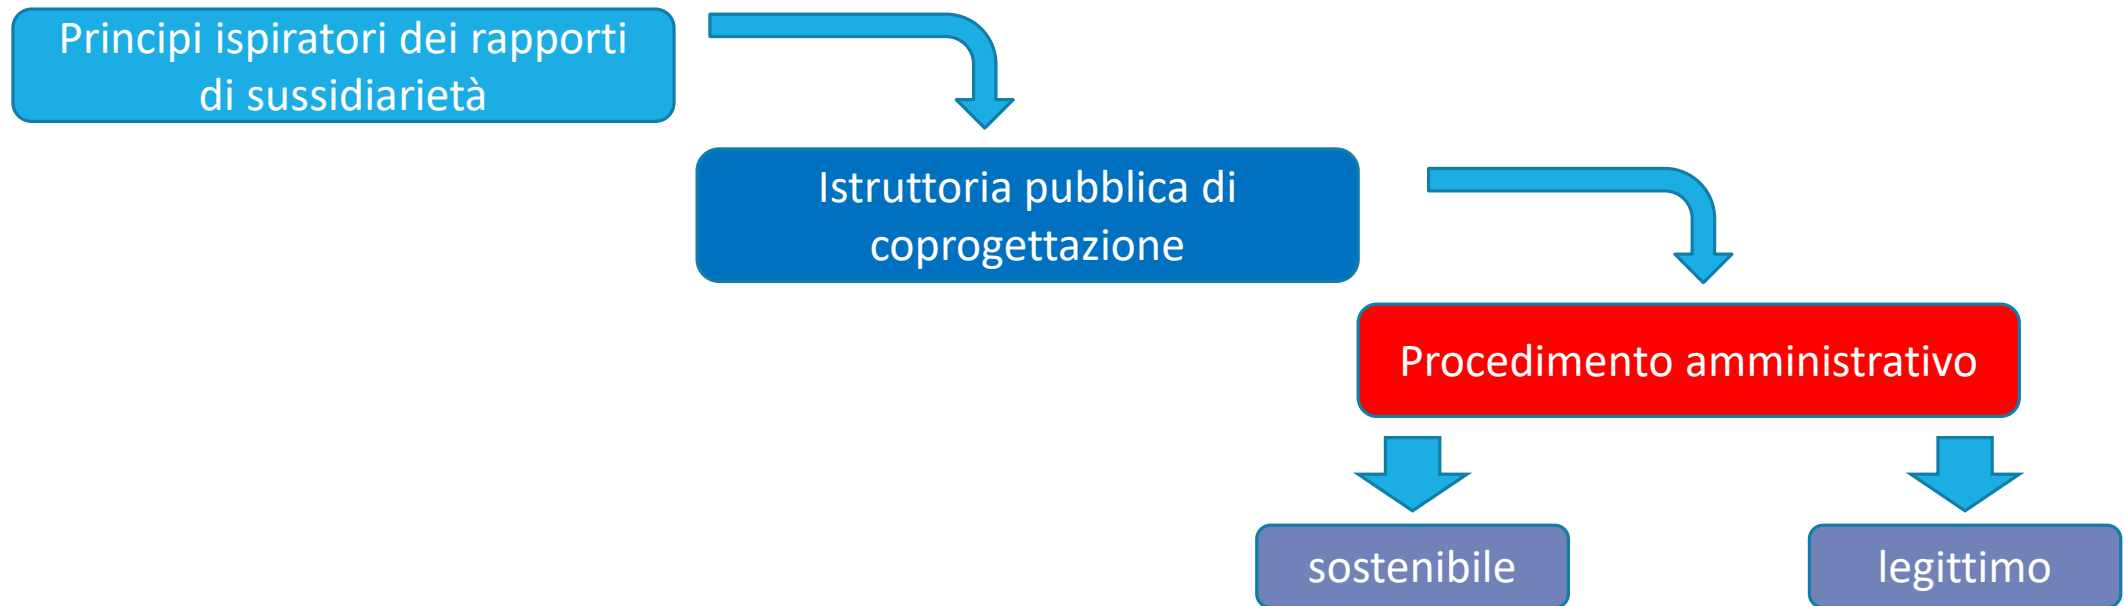 Principi ispiratori dei rapporti
di sussidiarietà
Istruttoria pubblica di
coprogettazione
Procedimento amministrativo
sostenibile
legittimo